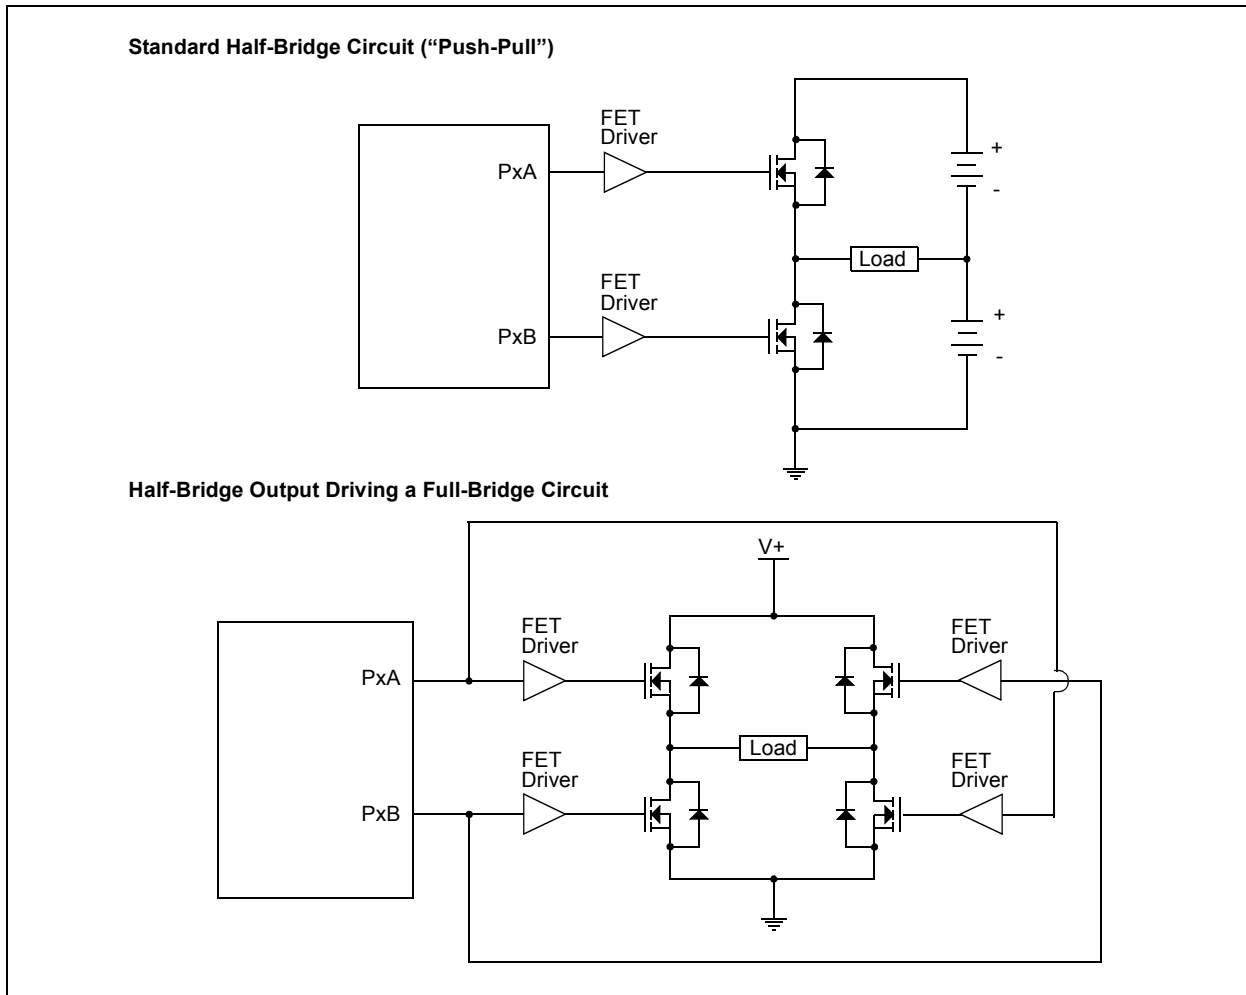 Standard Half-Bridge Circuit (“Push-Pull”)
FET
Driver
PxA
+
-
Load
FET
Driver
PxB
+
-
Half-Bridge Output Driving a Full-Bridge Circuit
V+
FET
Driver
FET
Driver
PxA
Load
FET
Driver
FET
Driver
PxB